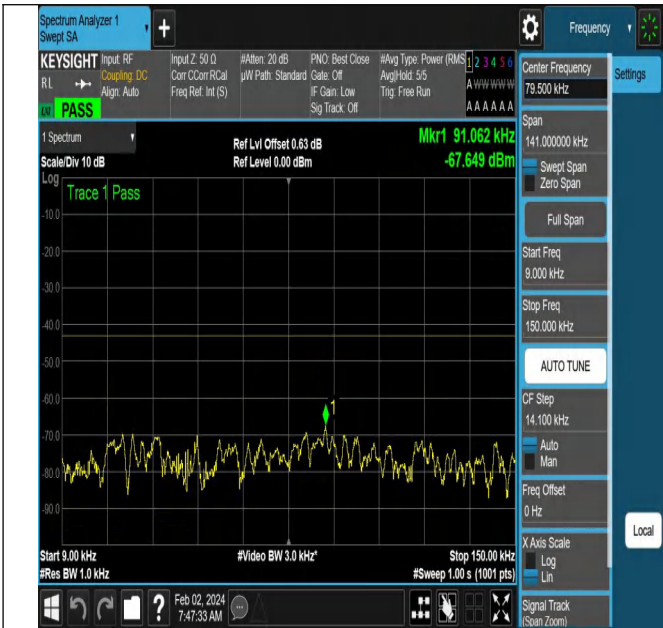 Spectrum Analyzer 1
Swept SA
+
Frequency
KEYSIGHT
RL
PASS
Input: RF
Coupling: DC
Align: Auto
Input Z: 50 Ω
Corr CCorr RCal
Freq Ref: Int (S)
#Atten: 20 dB
µW Path: Standard
PNO: Best Close
Gate: Off
IF Gain: Low
Sig Track: Off
#Avg Type: Power (RMS
Avg|Hold: 5/5
Trig: Free Run
1 2 3 4 5 6
A W W W W W
A A A A A A
1 Spectrum
Scale/Div 10 dB
Ref Lvl Offset 0.63 dB
Ref Level 0.00 dBm
Mkr1 91.062 kHz
-67.649 dBm
Log
Trace 1 Pass
-10.0
-20.0
-30.0
-40.0
-50.0
-60.0
-70.0
-80.0
-90.0
1
Start 9.00 kHz
#Res BW 1.0 kHz
#Video BW 3.0 kHz*
Stop 150.00 kHz
#Sweep 1.00 s (1001 pts)
Feb 02, 2024
7:47:33 AM
?
Center Frequency
79.500 kHz
Settings
Span
141.000000 kHz
Swept Span
Zero Span
Full Span
Start Freq
9.000 kHz
Stop Freq
150.000 kHz
AUTO TUNE
CF Step
14.100 kHz
Auto
Man
Freq Offset
0 Hz
Local
X Axis Scale
Log
Lin
Signal Track
(Span Zoom)